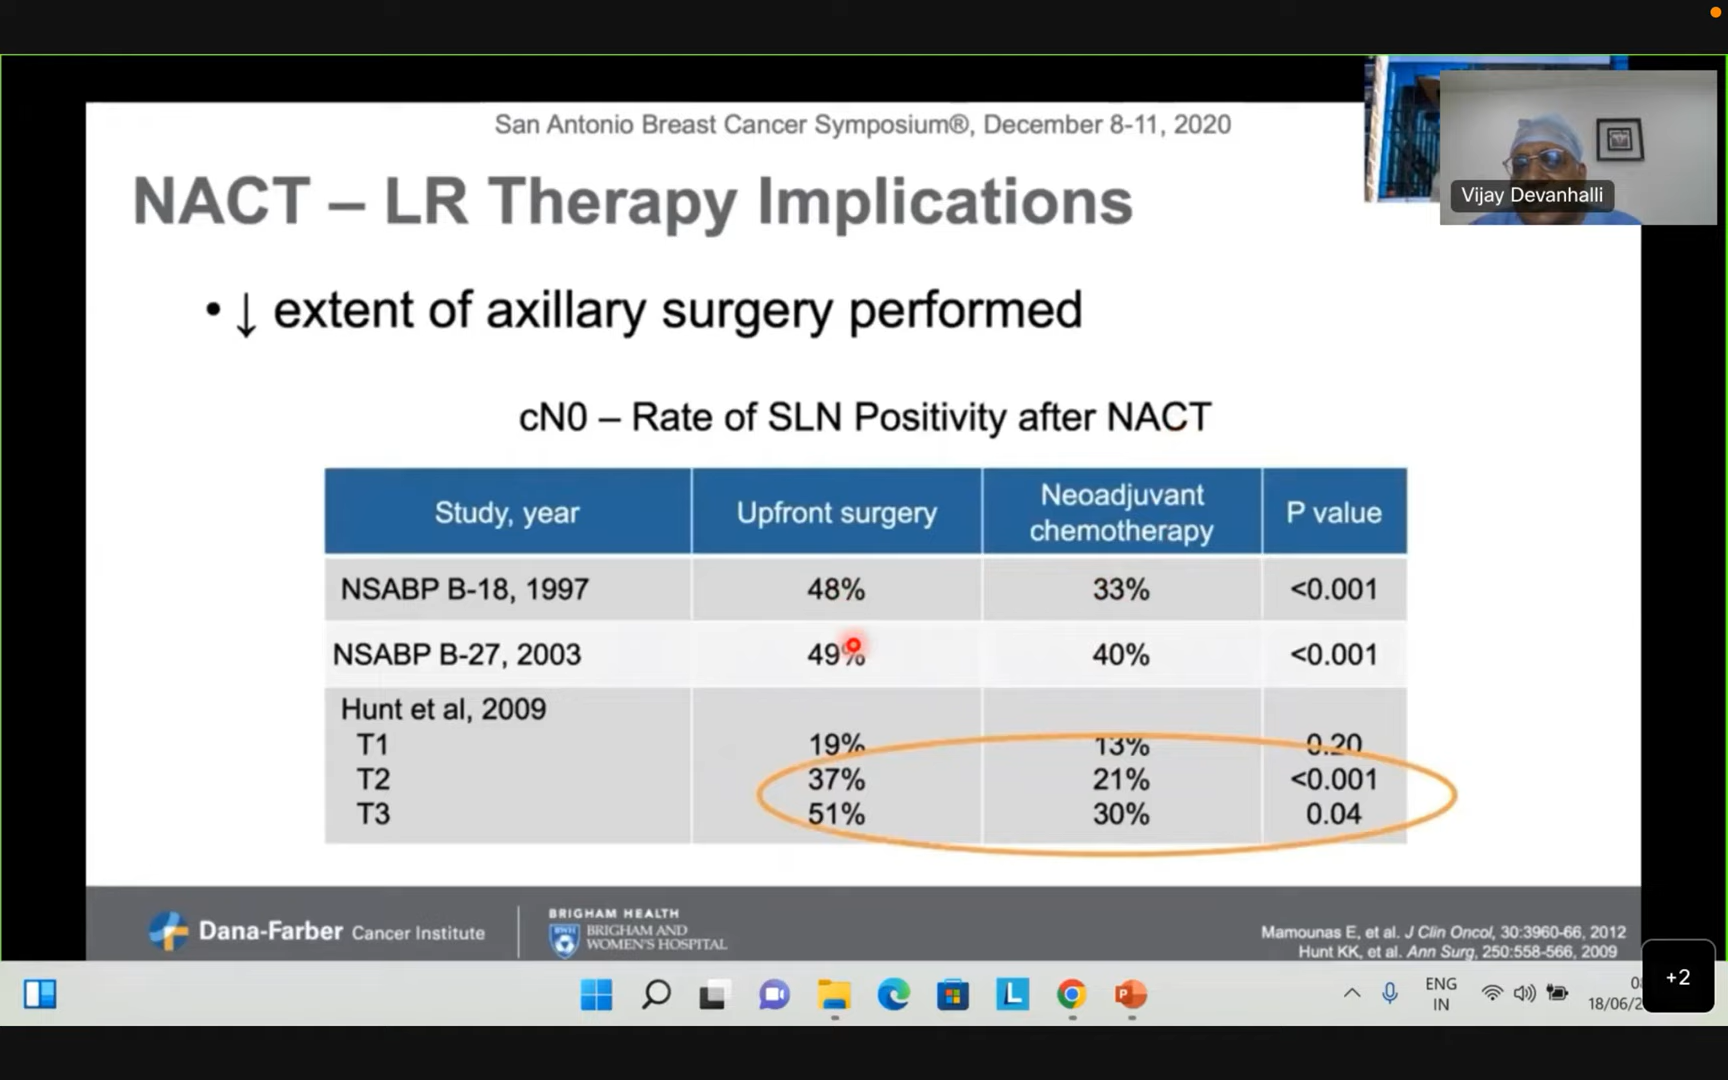 San Antonio Breast Cancer Symposium®, December 8-11, 2020
Vijay Devanhalli
NACT – LR Therapy Implications
• ↓ extent of axillary surgery performed
cN0 – Rate of SLN Positivity after NACT
Study, year Upfront surgery Neoadjuvant chemotherapy P value
NSABP B-18, 1997 48% 33% <0.001
NSABP B-27, 2003 49% 40% <0.001
Hunt et al, 2009
T1 19% 13% 0.20
T2 37% 21% <0.001
T3 51% 30% 0.04
Dana-Farber Cancer Institute
BRIGHAM HEALTH
BWH
BRIGHAM AND
WOMEN'S HOSPITAL
Mamounas E, et al. J Clin Oncol, 30:3960-66, 2012
Hunt KK, et al. Ann Surg, 250:558-566, 2009
+2
ENG
IN
18/06/2